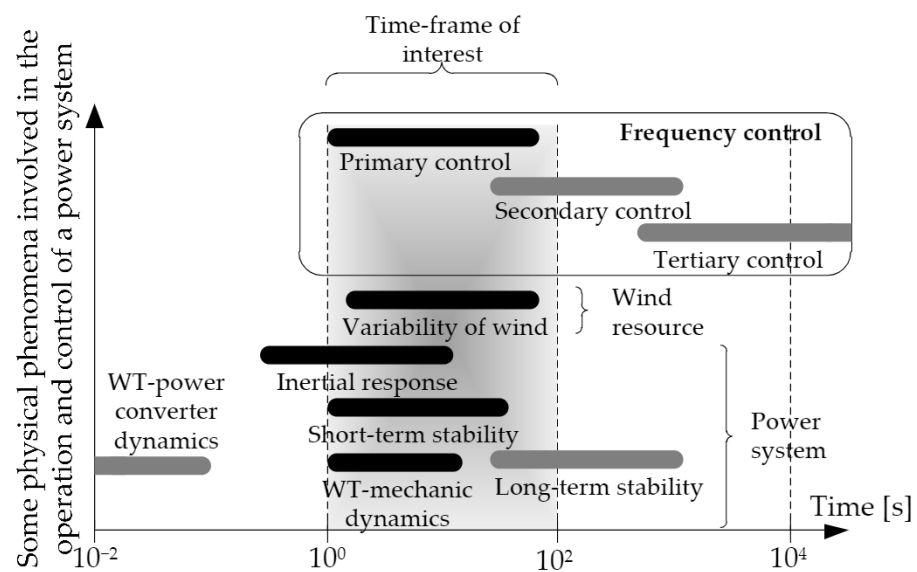 Time-frame of
interest
Some physical phenomena involved in the
operation and control of a power system
Frequency control
Primary control
Secondary control
Tertiary control
Variability of wind
Wind
resource
Inertial response
WT-power
converter
dynamics
Short-term stability
Power
system
WT-mechanic
dynamics
Long-term stability
Time [s]
10⁻²
10⁰
10²
10⁴